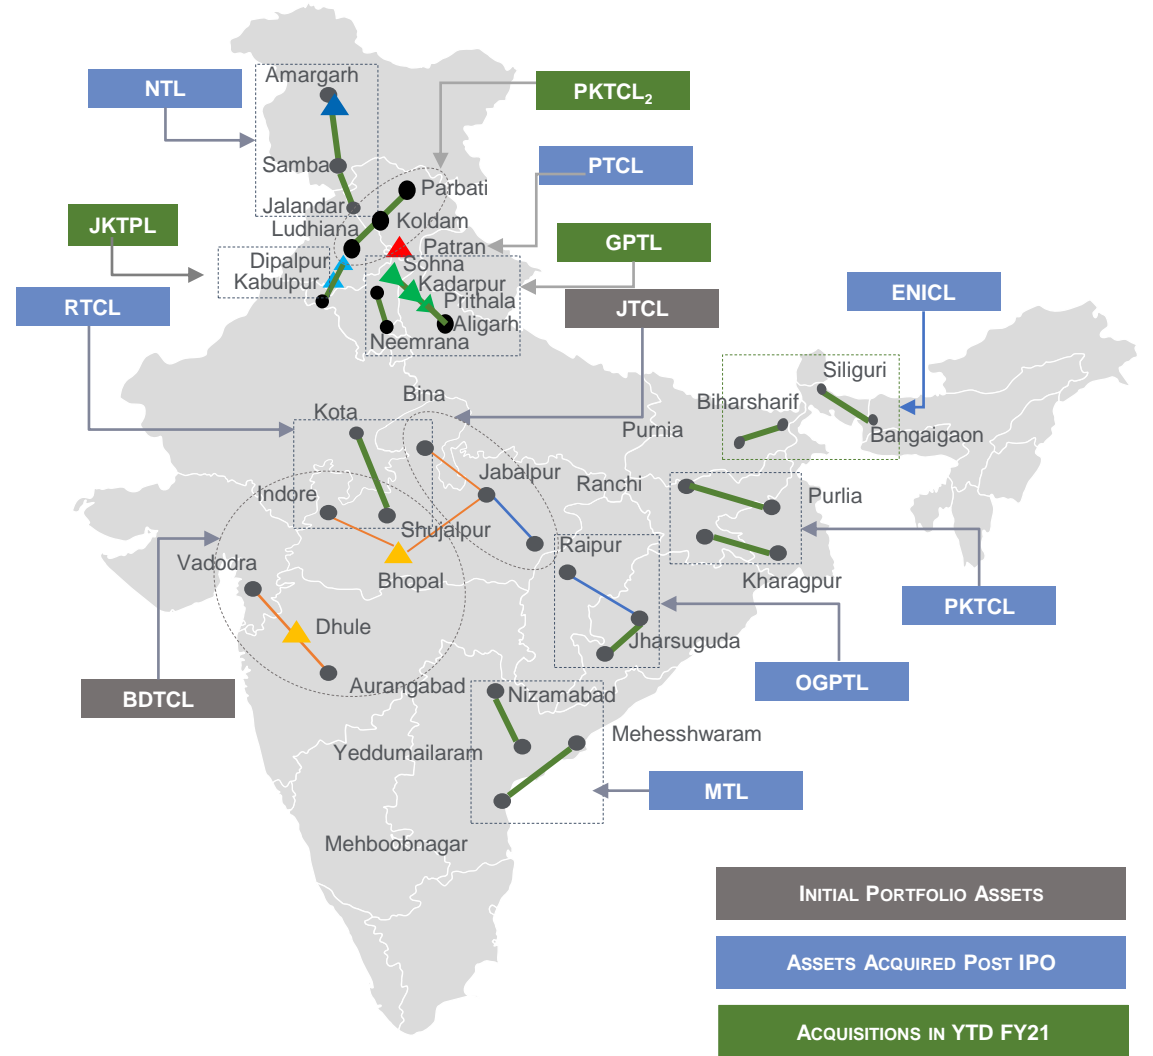 Amargarh
NTL
PKTCL2
Samba
PTCL
Parbati
Jalandar
JKTPL
Koldam
Ludhiana
GPTL
Patran
Dipalpur
Sohna
Kabulpur
Kadarpur
ENICL
Prithala
RTCL
JTCL
Aligarh
Neemrana
Siliguri
Bina
Biharsharif
Kota
Purnia
Bangaigaon
Jabalpur
Ranchi
Indore
Purlia
Shujalpur
Raipur
Vadodra
Bhopal
Kharagpur
PKTCL
Dhule
Jharsuguda
OGPTL
Aurangabad
BDTCL
Nizamabad
Mehesshwaram
Yeddumailaram
MTL
Mehboobnagar
INITIAL PORTFOLIO ASSETS
ASSETS ACQUIRED POST IPO
ACQUISITIONS IN YTD FY21